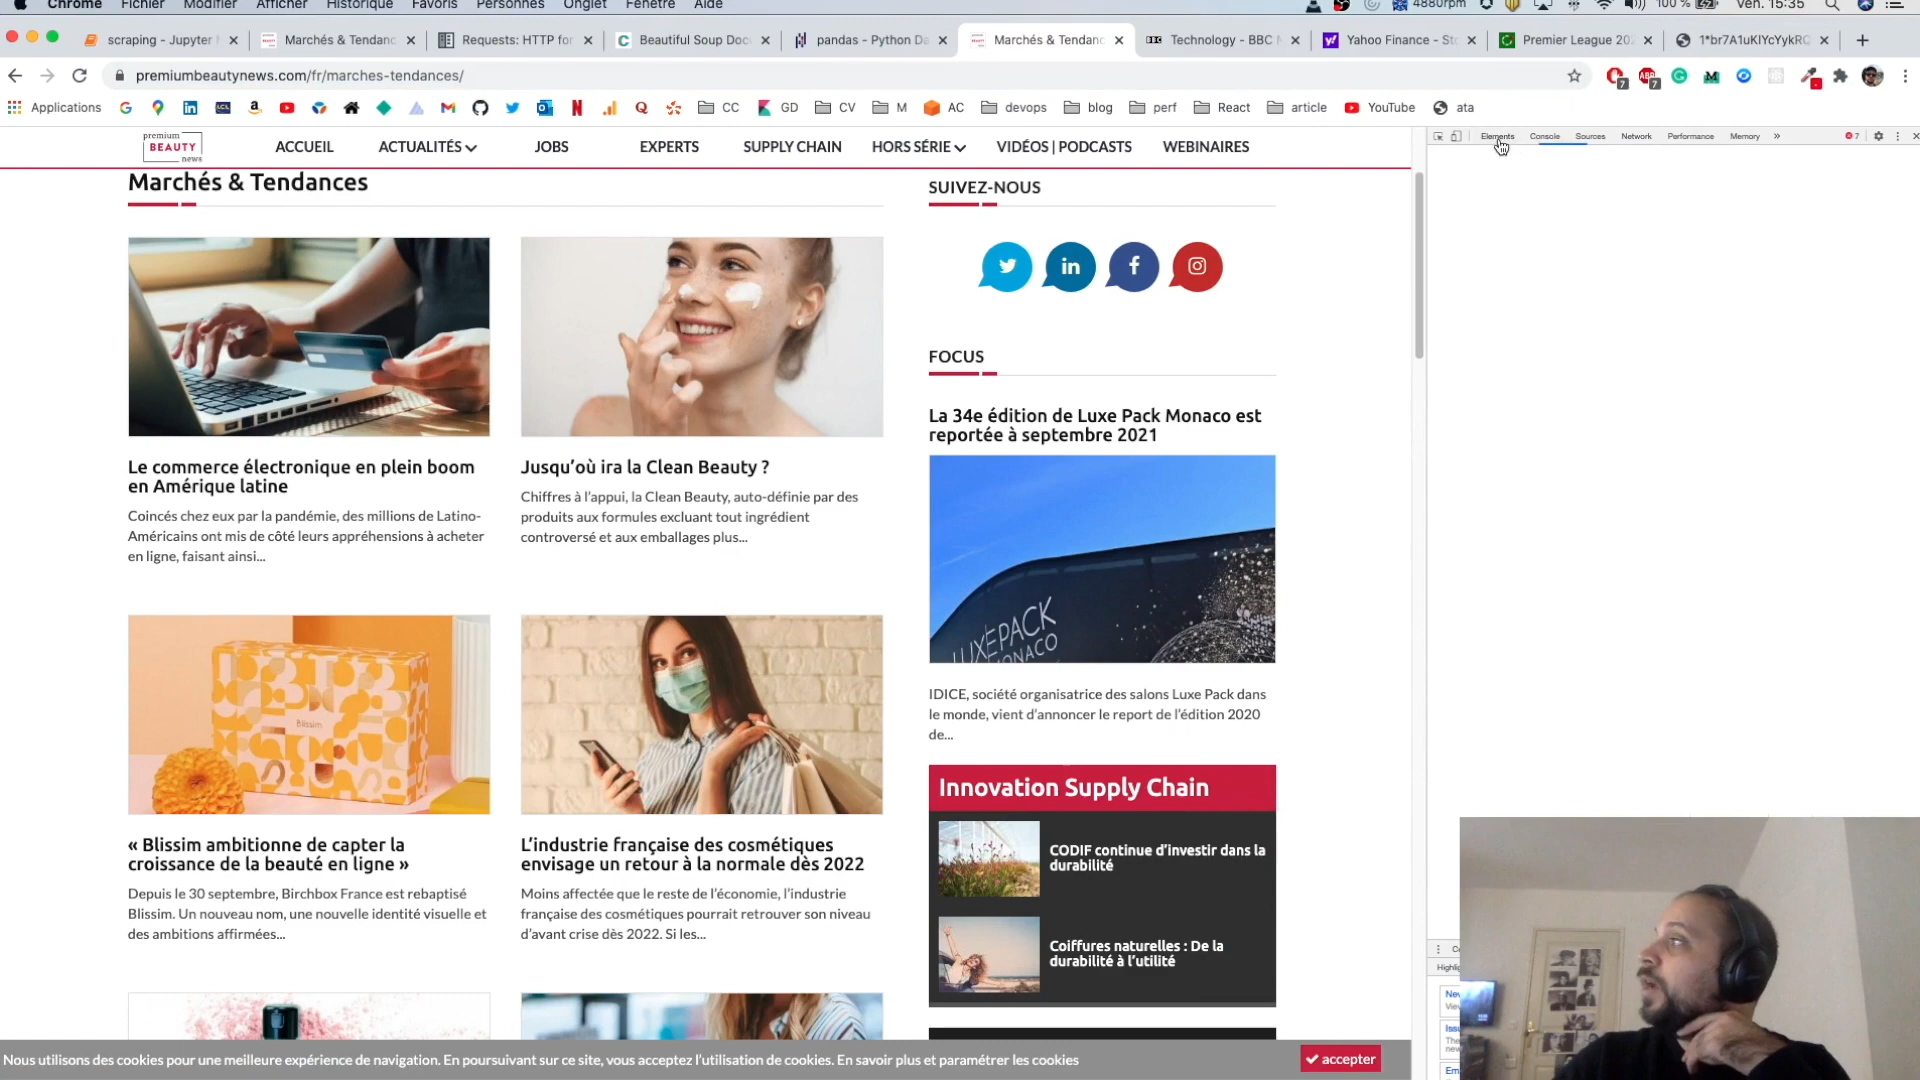 Chrome Fichier Modifier Afficher Historique Favoris Personnes Onglet Fenêtre Aide 4880rpm 100 % Ven. 15:35
scraping - Jupyter Marchés & Tendanc Requests: HTTP for Beautiful Soup Doc pandas - Python Da Marchés & Tendanc Technology - BBC Yahoo Finance - Sto Premier League 202 1*br7A1uKIYcYykRQ
premiumbeautynews.com/fr/marches-tendances/
Applications CC GD CV M AC devops blog perf React article YouTube ata
premium BEAUTY news
ACCUEIL ACTUALITÉS JOBS EXPERTS SUPPLY CHAIN HORS SÉRIE VIDÉOS | PODCASTS WEBINAIRES
Elements Console Sources Network Performance Memory » 7
Marchés & Tendances
Le commerce électronique en plein boom
en Amérique latine
Coincés chez eux par la pandémie, des millions de Latino-
Américains ont mis de côté leurs appréhensions à acheter
en ligne, faisant ainsi...
Jusqu’où ira la Clean Beauty ?
Chiffres à l’appui, la Clean Beauty, auto-définie par des
produits aux formules excluant tout ingrédient
controversé et aux emballages plus...
Blissim
« Blissim ambitionne de capter la
croissance de la beauté en ligne »
Depuis le 30 septembre, Birchbox France est rebaptisé
Blissim. Un nouveau nom, une nouvelle identité visuelle et
des ambitions affirmées...
L’industrie française des cosmétiques
envisage un retour à la normale dès 2022
Moins affectée que le reste de l’économie, l’industrie
française des cosmétiques pourrait retrouver son niveau
d’avant crise dès 2022. Si les...
SUIVEZ-NOUS
FOCUS
La 34e édition de Luxe Pack Monaco est
reportée à septembre 2021
LUXEPACK
MONACO
IDICE, société organisatrice des salons Luxe Pack dans
le monde, vient d’annoncer le report de l’édition 2020
de...
Innovation Supply Chain
CODIF continue d’investir dans la
durabilité
Coiffures naturelles : De la
durabilité à l’utilité
Nous utilisons des cookies pour une meilleure expérience de navigation. En poursuivant sur ce site, vous acceptez l’utilisation de cookies. En savoir plus et paramétrer les cookies
accepter